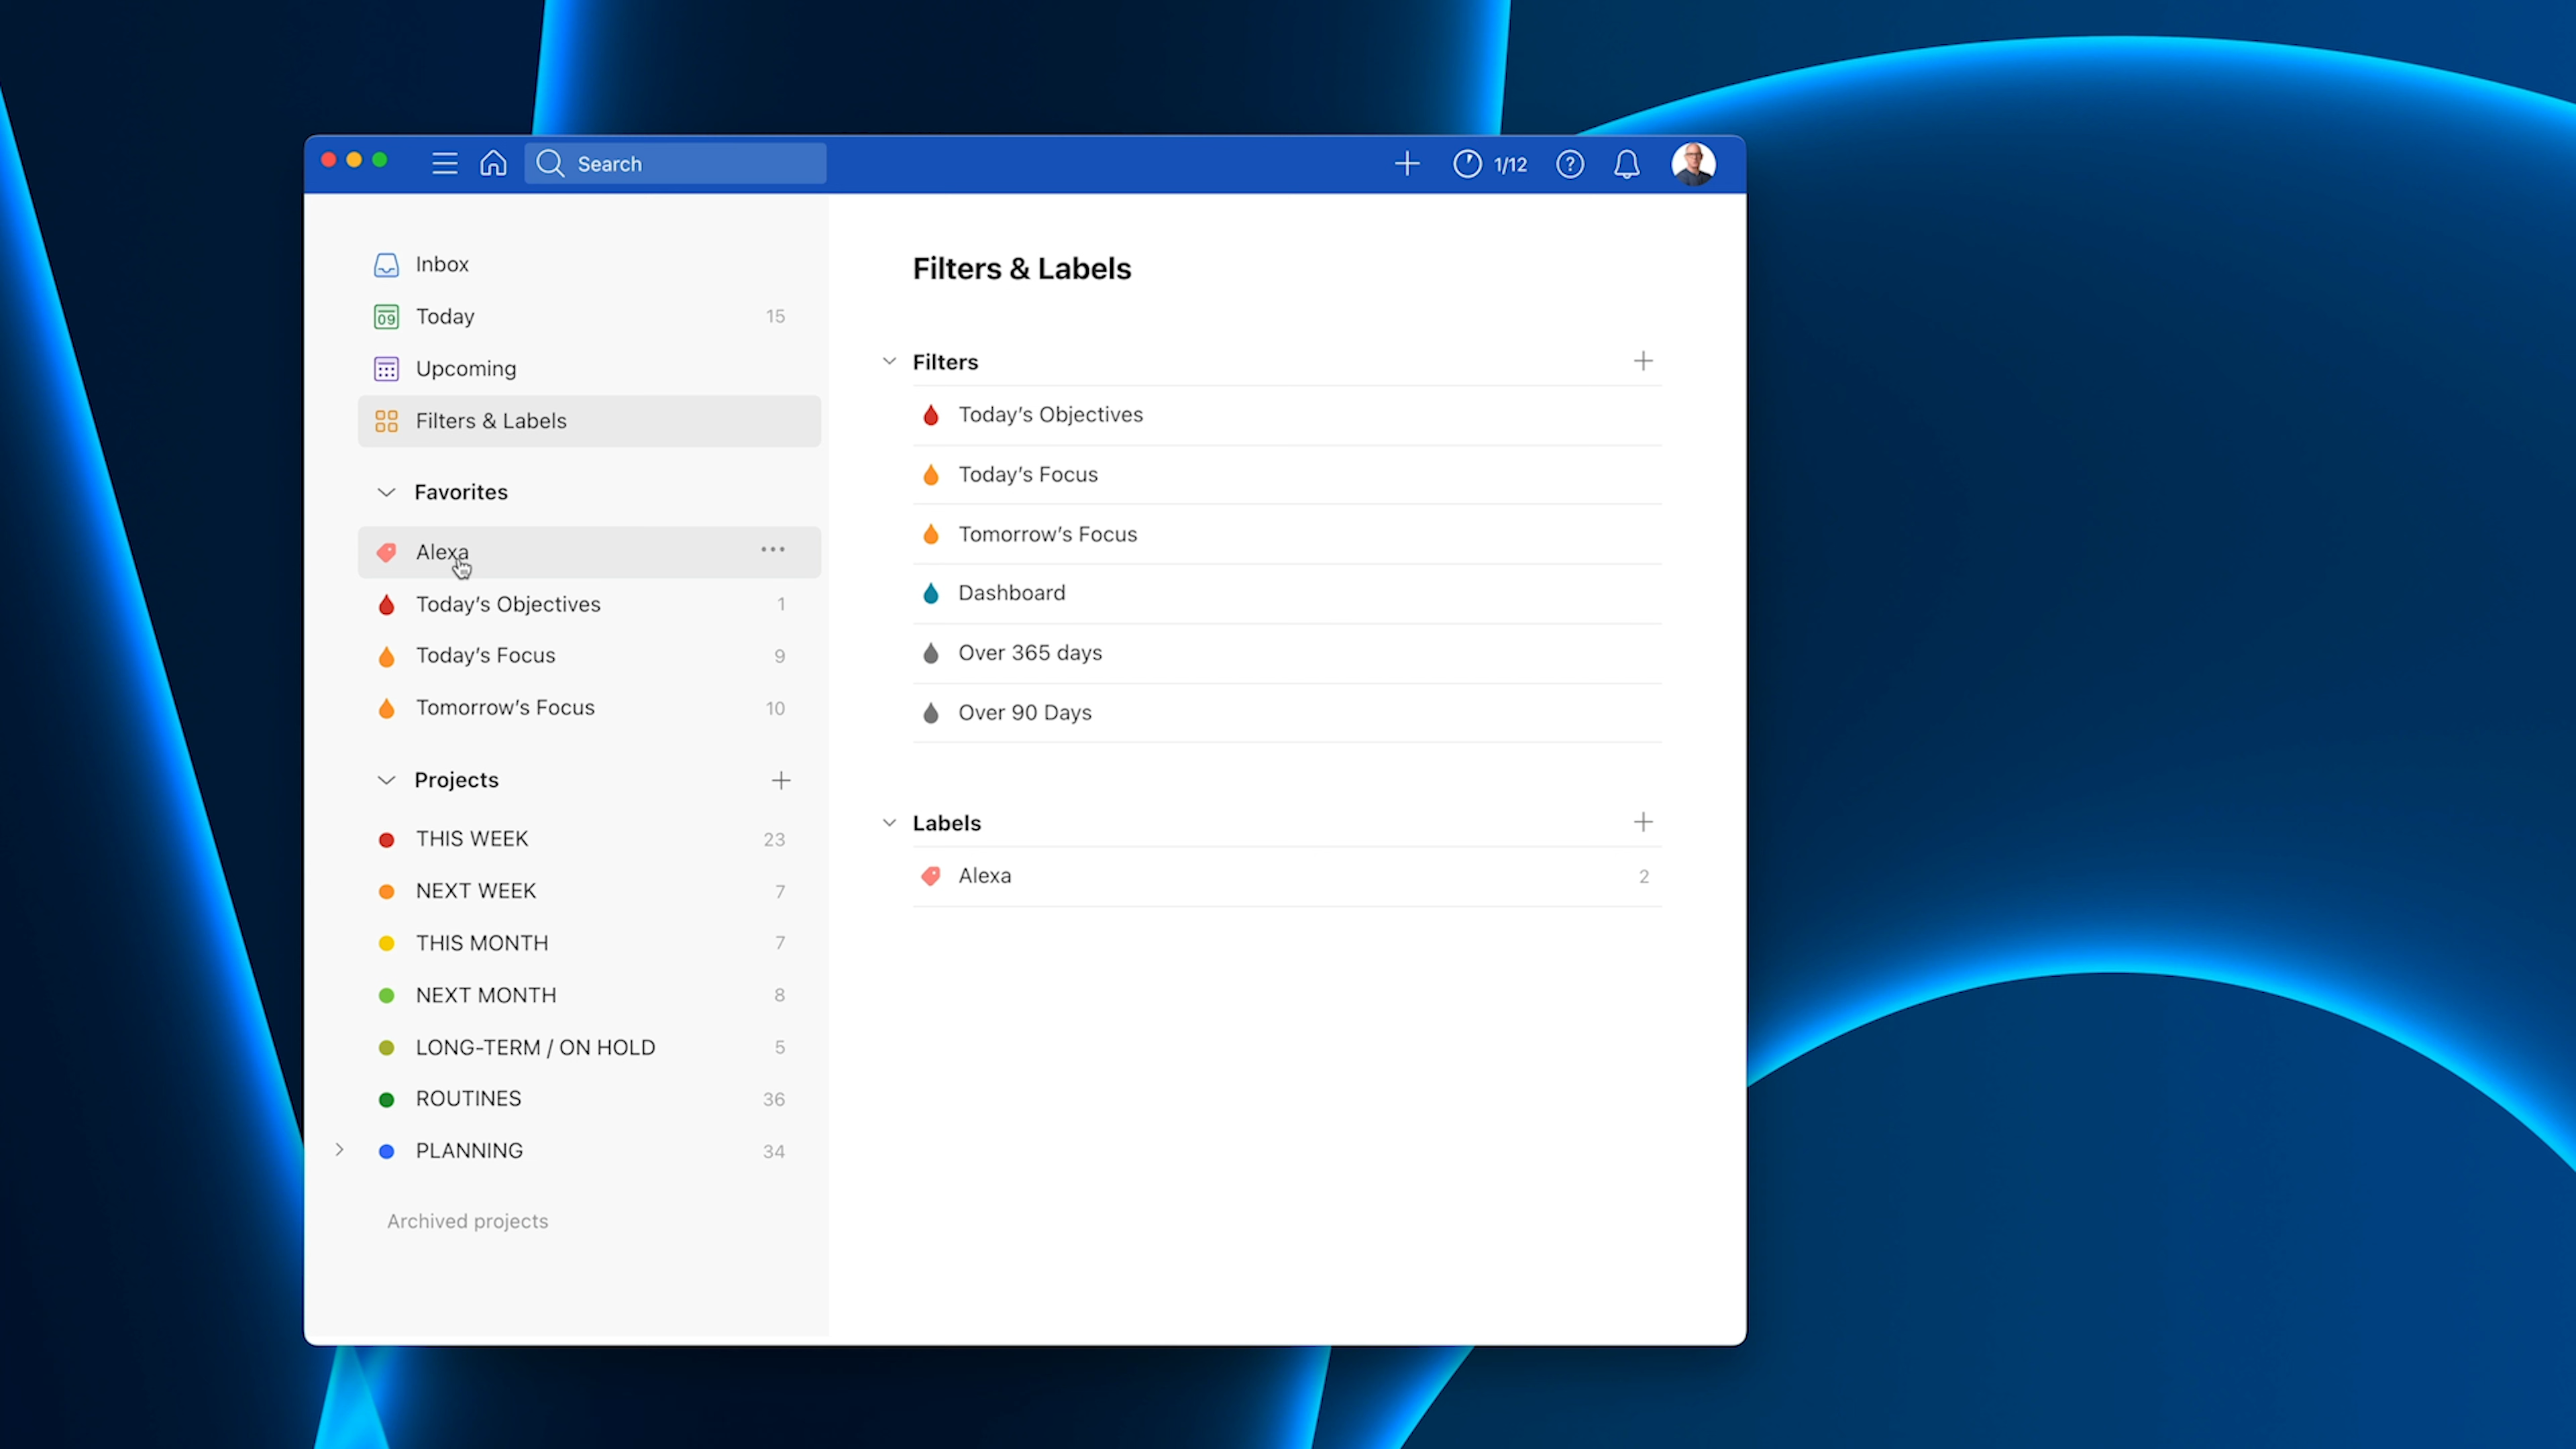 Search
1/12
Inbox
09
Today 15
Upcoming
Filters & Labels
Favorites
Alexa
Today's Objectives 1
Today's Focus 9
Tomorrow's Focus 10
Projects
THIS WEEK 23
NEXT WEEK 7
THIS MONTH 7
NEXT MONTH 8
LONG-TERM / ON HOLD 5
ROUTINES 36
PLANNING 34
Archived projects
Filters & Labels
Filters
Today's Objectives
Today's Focus
Tomorrow's Focus
Dashboard
Over 365 days
Over 90 Days
Labels
Alexa 2